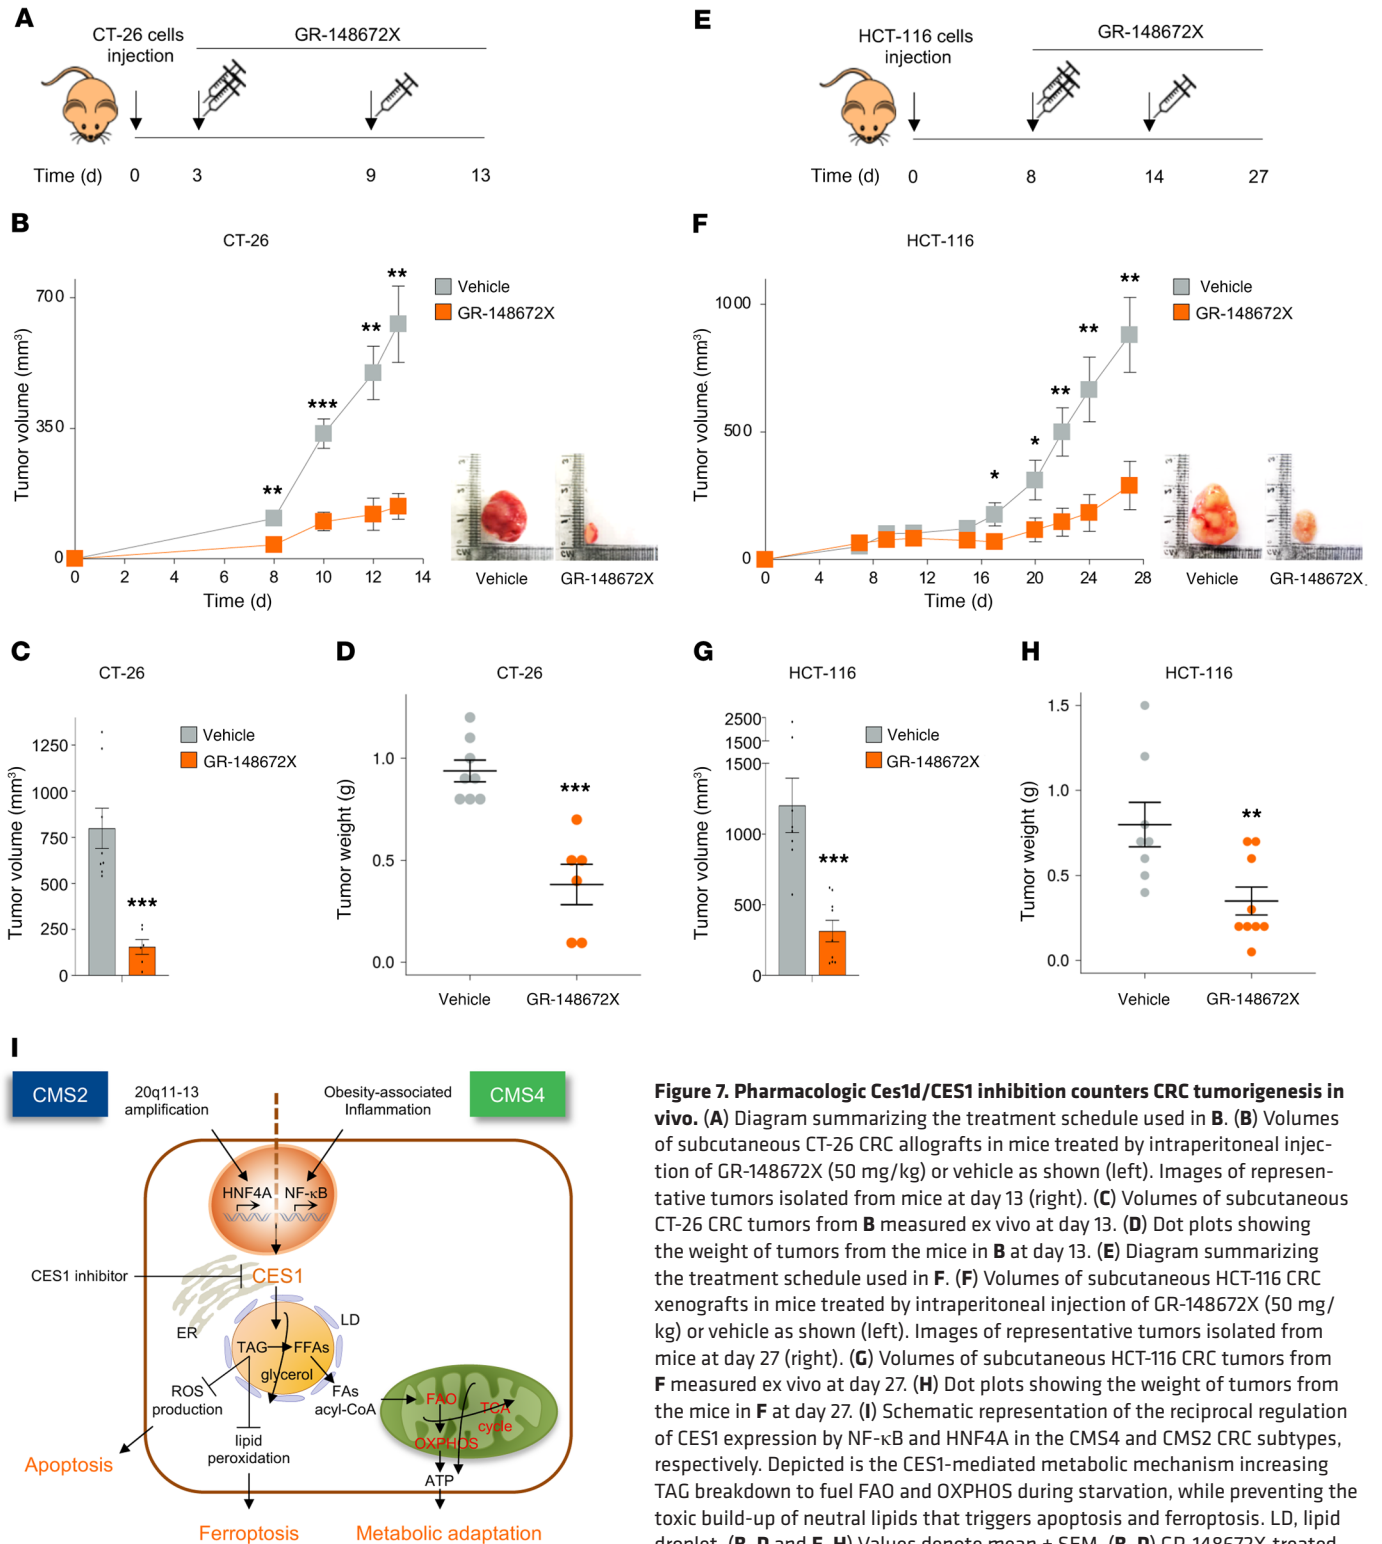 A
CT-26 cells
injection
GR-148672X
Time (d) 0 3 9 13
E
HCT-116 cells
injection
GR-148672X
Time (d) 0 8 14 27
B
CT-26
Tumor volume (mm³)
700
350
0
** *** ** **
0 2 4 6 8 10 12 14
Time (d)
Vehicle
GR-148672X
Vehicle GR-148672X
F
HCT-116
Tumor volume (mm³)
1000
500
0
* * ** ** **
0 4 8 12 16 20 24 28
Time (d)
Vehicle
GR-148672X
Vehicle GR-148672X
C
CT-26
Tumor volume (mm³)
1250
1000
750
500
250
0
***
Vehicle
GR-148672X
D
CT-26
Tumor weight (g)
1.0
0.5
0.0
***
Vehicle GR-148672X
G
HCT-116
Tumor volume (mm³)
2500
1500
1500
1000
500
0
***
Vehicle
GR-148672X
H
HCT-116
Tumor weight (g)
1.5
1.0
0.5
0.0
**
Vehicle GR-148672X
I
CMS2
20q11-13
amplification
Obesity-associated
Inflammation
CMS4
HNF4A NF-κB
CES1 inhibitor
CES1
ER
LD
TAG FFAs
glycerol
ROS
production
FAs
acyl-CoA
FAO
TCA
cycle
OXPHOS
lipid
peroxidation
ATP
Apoptosis
Ferroptosis
Metabolic adaptation
Figure 7. Pharmacologic Ces1d/CES1 inhibition counters CRC tumorigenesis in
vivo. (A) Diagram summarizing the treatment schedule used in B. (B) Volumes
of subcutaneous CT-26 CRC allografts in mice treated by intraperitoneal injec-
tion of GR-148672X (50 mg/kg) or vehicle as shown (left). Images of represen-
tative tumors isolated from mice at day 13 (right). (C) Volumes of subcutaneous
CT-26 CRC tumors from B measured ex vivo at day 13. (D) Dot plots showing
the weight of tumors from the mice in B at day 13. (E) Diagram summarizing
the treatment schedule used in F. (F) Volumes of subcutaneous HCT-116 CRC
xenografts in mice treated by intraperitoneal injection of GR-148672X (50 mg/
kg) or vehicle as shown (left). Images of representative tumors isolated from
mice at day 27 (right). (G) Volumes of subcutaneous HCT-116 CRC tumors from
F measured ex vivo at day 27. (H) Dot plots showing the weight of tumors from
the mice in F at day 27. (I) Schematic representation of the reciprocal regulation
of CES1 expression by NF-κB and HNF4A in the CMS4 and CMS2 CRC subtypes,
respectively. Depicted is the CES1-mediated metabolic mechanism increasing
TAG breakdown to fuel FAO and OXPHOS during starvation, while preventing the
toxic build-up of neutral lipids that triggers apoptosis and ferroptosis. LD, lipid
droplet. (B, D and F, H) Values denote mean ± SEM. (B, D) GR-148672X-treated